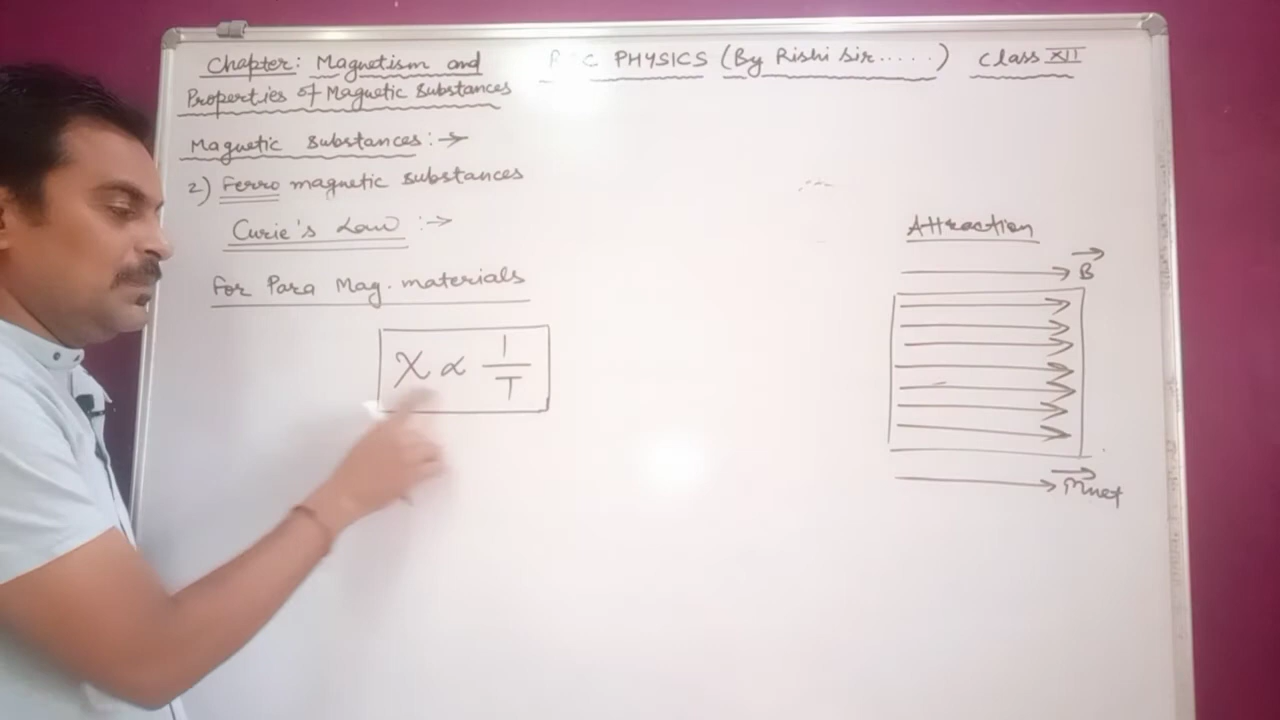 Chapter: Magnetism and
Properties of Magnetic Substances
C PHYSICS (By Rishi Sir.....) Class XII
Magnetic Substances:→
2) Ferro magnetic substances
Curie's Law :→
For Para Mag. materials
χ ∝ 1/T
Attraction
B
Mnet